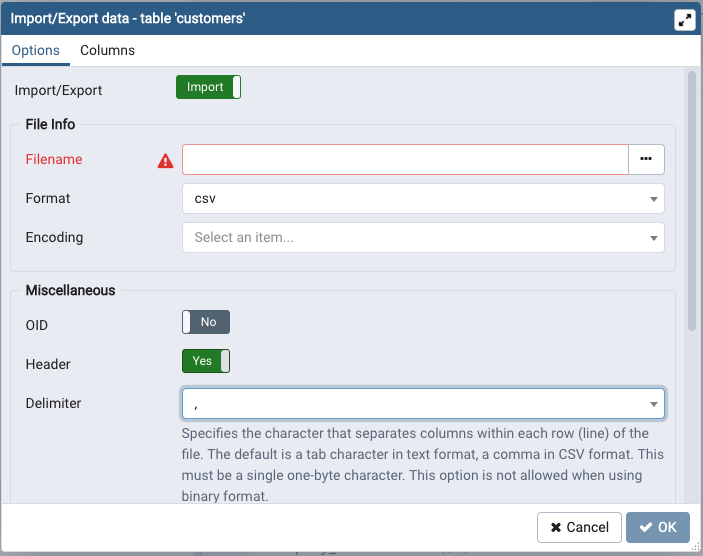 Import/Export data - table 'customers'
Options Columns
Import/Export Import
File Info
Filename •••
Format csv
Encoding Select an item...
Miscellaneous
OID No
Header Yes
Delimiter ,
Specifies the character that separates columns within each row (line) of the
file. The default is a tab character in text format, a comma in CSV format. This
must be a single one-byte character. This option is not allowed when using
binary format.
Cancel OK